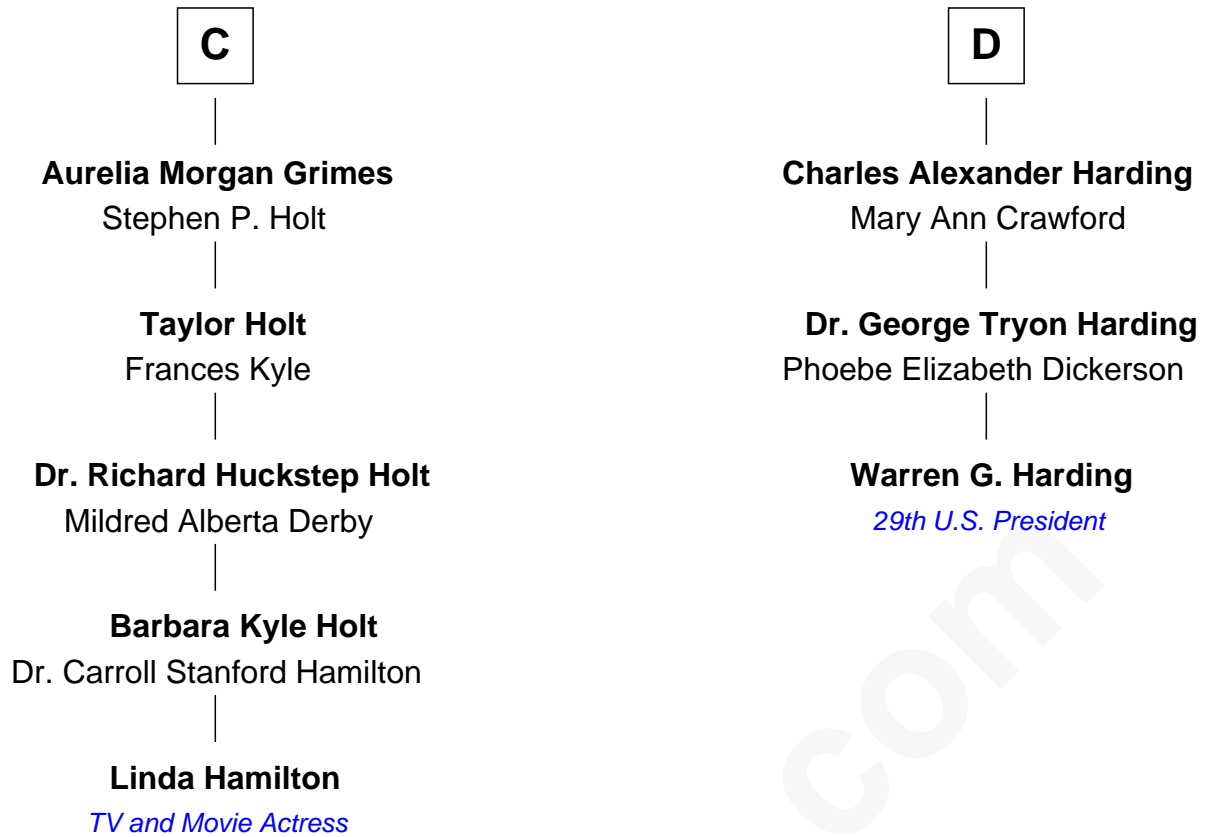 C
Aurelia Morgan Grimes
Stephen P. Holt
Taylor Holt
Frances Kyle
Dr. Richard Huckstep Holt
Mildred Alberta Derby
Barbara Kyle Holt
Dr. Carroll Stanford Hamilton
Linda Hamilton
TV and Movie Actress
D
Charles Alexander Harding
Mary Ann Crawford
Dr. George Tryon Harding
Phoebe Elizabeth Dickerson
Warren G. Harding
29th U.S. President
com